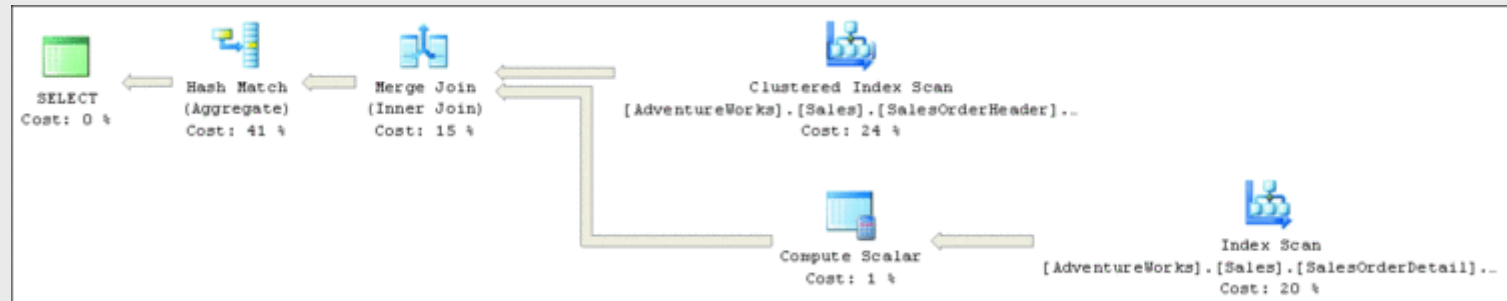 SELECT
Cost: 0 %
Hash Match
(Aggregate)
Cost: 41 %
Merge Join
(Inner Join)
Cost: 15 %
Clustered Index Scan
[AdventureWorks].[Sales].[SalesOrderHeader]...
Cost: 24 %
Compute Scalar
Cost: 1 %
Index Scan
[AdventureWorks].[Sales].[SalesOrderDetail]...
Cost: 20 %